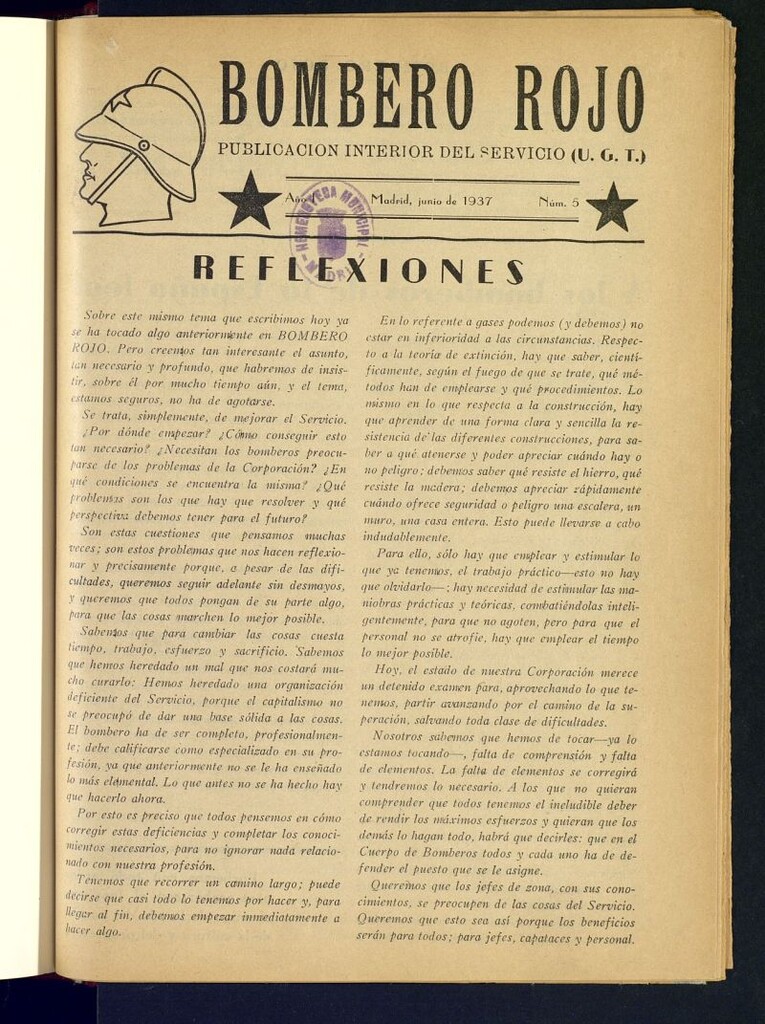 BOMBERO ROJO
PUBLICACION INTERIOR DEL SERVICIO (U. G. T.)
Año Madrid, junio de 1937 Núm. 5
HEMEROTECA MUNICIPAL
MADRID
REFLEXIONES
Sobre este mismo tema que escribimos hoy ya
se ha tocado algo anteriormente en BOMBERO
ROJO. Pero creemos tan interesante el asunto,
tan necesario y profundo, que habremos de insis-
tir, sobre él por mucho tiempo aún, y el tema,
estamos seguros, no ha de agotarse.
Se trata, simplemente, de mejorar el Servicio.
¿Por dónde empezar? ¿Cómo conseguir esto
tan necesario? ¿Necesitan los bomberos preocu-
parse de los problemas de la Corporación? ¿En
qué condiciones se encuentra la misma? ¿Qué
problemas son los que hay que resolver y qué
perspectiva debemos tener para el futuro?
Son estas cuestiones que pensamos muchas
veces; son estos problemas que nos hacen reflexio-
nar y precisamente porque, a pesar de las difi-
cultades, queremos seguir adelante sin desmayos,
y queremos que todos pongan de su parte algo,
para que las cosas marchen lo mejor posible.
Sabemos que para cambiar las cosas cuesta
tiempo, trabajo, esfuerzo y sacrificio. Sabemos
que hemos heredado un mal que nos costará mu-
cho curarlo: Hemos heredado una organización
deficiente del Servicio, porque el capitalismo no
se preocupó de dar una base sólida a las cosas.
El bombero ha de ser completo, profesionalmen-
te; debe calificarse como especializado en su pro-
fesión, ya que anteriormente no se le ha enseñado
lo más elemental. Lo que antes no se ha hecho hay
que hacerlo ahora.
Por esto es preciso que todos pensemos en cómo
corregir estas deficiencias y completar los conoci-
mientos necesarios, para no ignorar nada relacio-
nado con nuestra profesión.
Tenemos que recorrer un camino largo; puede
decirse que casi todo lo tenemos por hacer y, para
llegar al fin, debemos empezar inmediatamente a
hacer algo.
En lo referente a gases podemos (y debemos) no
estar en inferioridad a las circunstancias. Respec-
to a la teoría de extinción, hay que saber, cientí-
ficamente, según el fuego de que se trate, qué mé-
todos han de emplearse y qué procedimientos. Lo
mismo en lo que respecta a la construcción, hay
que aprender de una forma clara y sencilla la re-
sistencia de las diferentes construcciones, para sa-
ber a qué atenerse y poder apreciar cuándo hay o
no peligro; debemos saber qué resiste el hierro, qué
resiste la madera; debemos apreciar rápidamente
cuándo ofrece seguridad o peligro una escalera, un
muro, una casa entera. Esto puede llevarse a cabo
indudablemente.
Para ello, sólo hay que emplear y estimular lo
que ya tenemos, el trabajo práctico—esto no hay
que olvidarlo—; hay necesidad de estimular las ma-
niobras prácticas y teóricas, combatiéndolas inteli-
gentemente, para que no agoten, pero para que el
personal no se atrofie, hay que emplear el tiempo
lo mejor posible.
Hoy, el estado de nuestra Corporación merece
un detenido examen para, aprovechando lo que te-
nemos, partir avanzando por el camino de la su-
peración, salvando toda clase de dificultades.
Nosotros sabemos que hemos de tocar—ya lo
estamos tocando—, falta de comprensión y falta
de elementos. La falta de elementos se corregirá
y tendremos lo necesario. A los que no quieran
comprender que todos tenemos el ineludible deber
de rendir los máximos esfuerzos y quieran que los
demás lo hagan todo, habrá que decirles: que en el
Cuerpo de Bomberos todos y cada uno ha de de-
fender el puesto que se le asigne.
Queremos que los jefes de zona, con sus cono-
cimientos, se preocupen de las cosas del Servicio.
Queremos que esto sea así porque los beneficios
serán para todos; para jefes, capataces y personal.